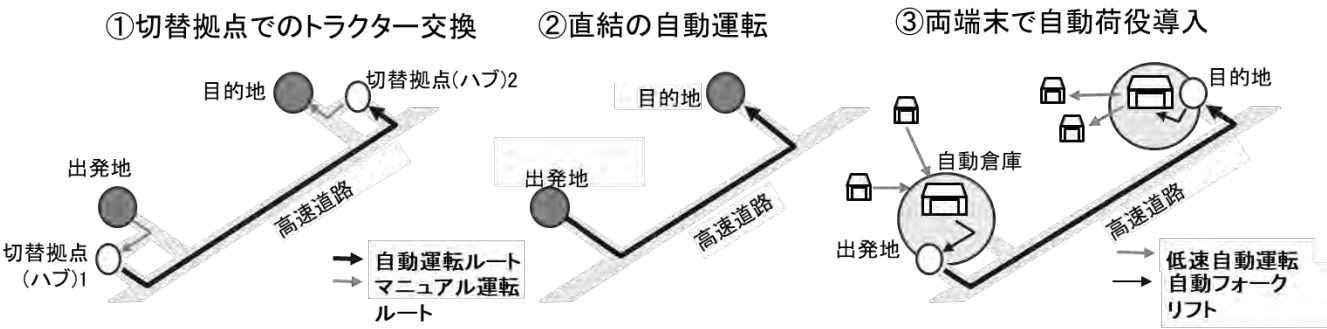 ①切替拠点でのトラクター交換
目的地
切替拠点(ハブ)2
出発地
高速道路
切替拠点
(ハブ)1
自動運転ルート
マニュアル運転
ルート
②直結の自動運転
目的地
出発地
高速道路
③両端末で自動荷役導入
目的地
自動倉庫
高速道路
出発地
低速自動運転
自動フォーク
リフト